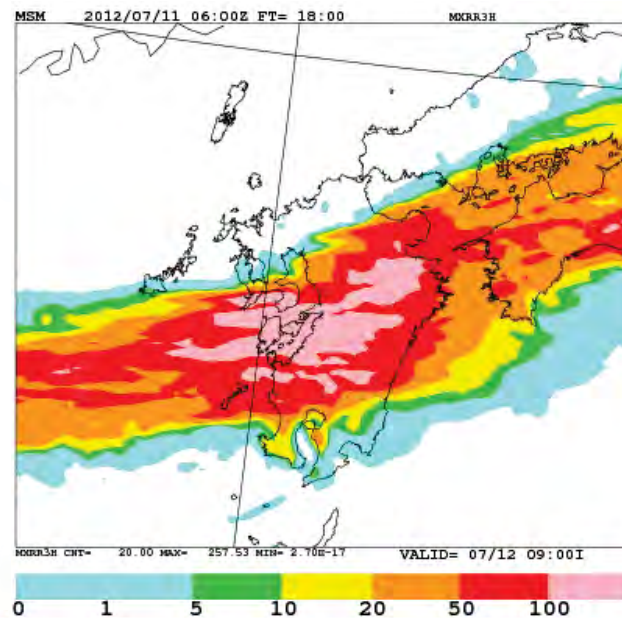 MSM 2012/07/11 06:00Z FT= 18:00 MXRR3H
MXRR3H CNT= 20.00 MAX= 257.53 MIN= 2.70E-17 VALID= 07/12 09:00I
0 1 5 10 20 50 100